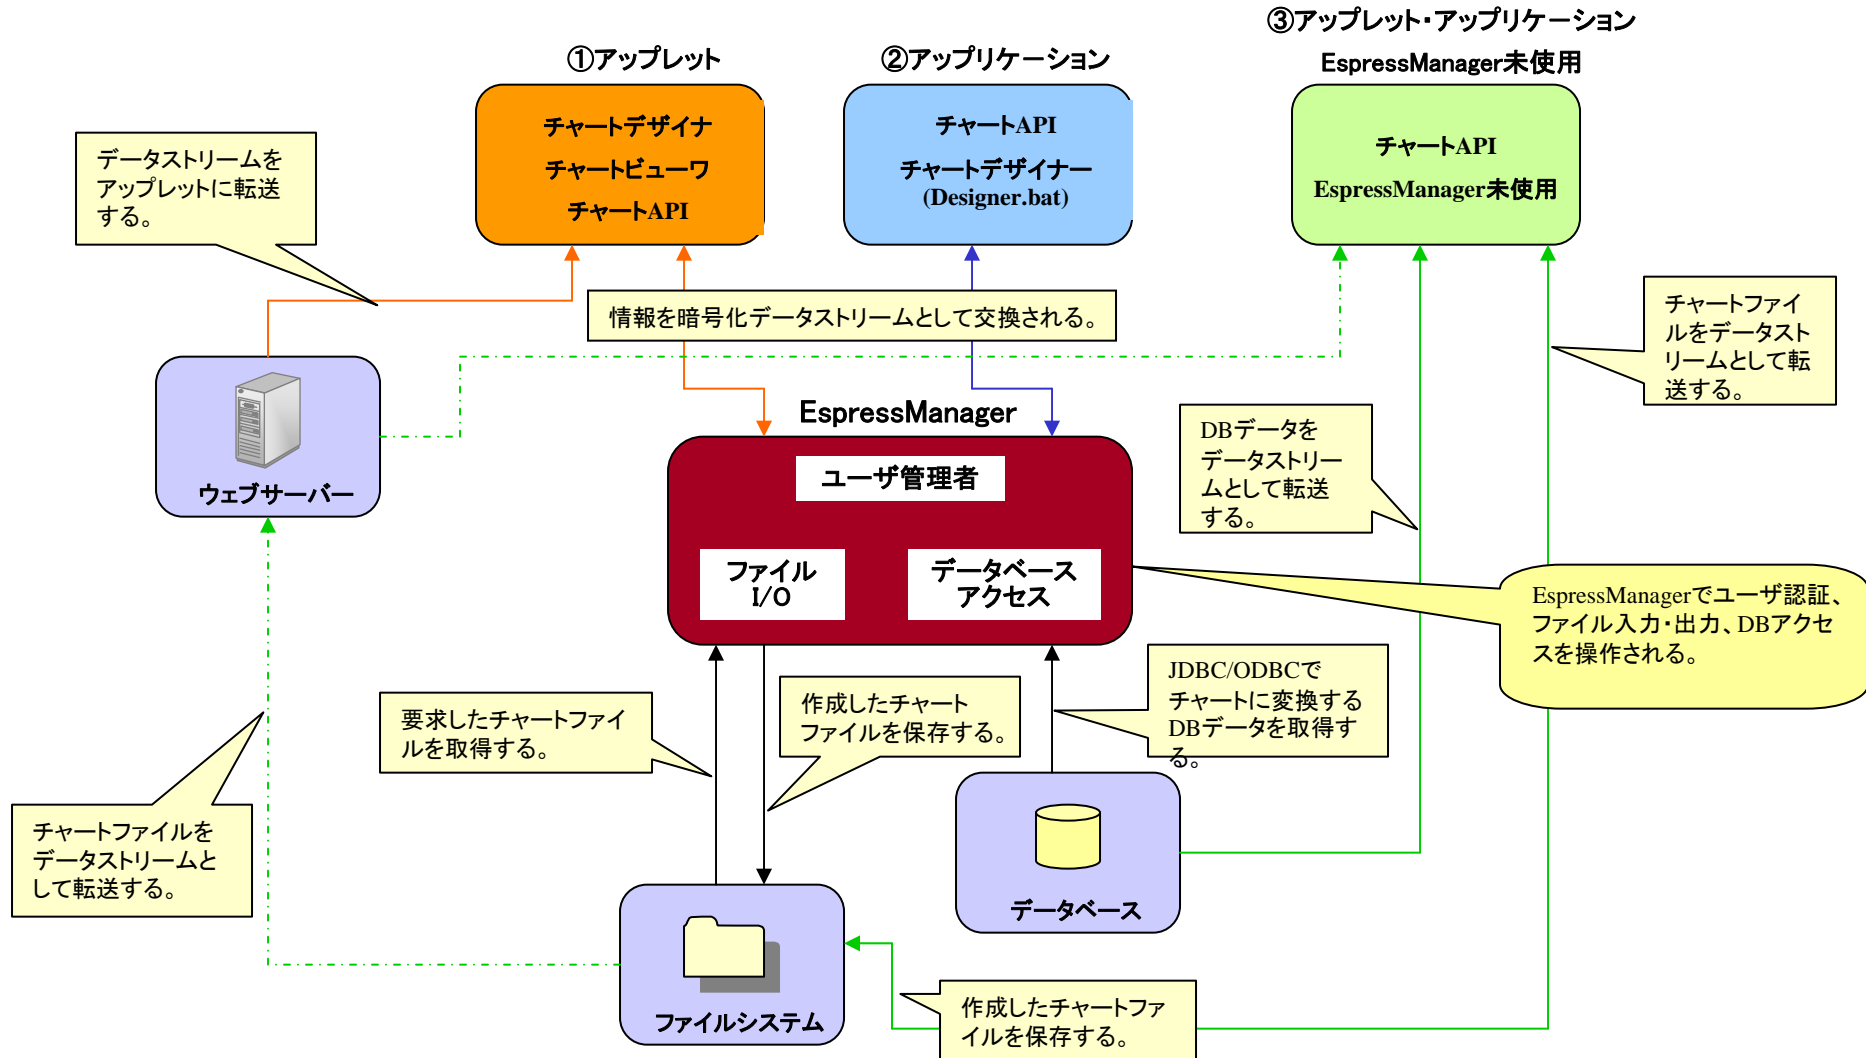 ③アップレット・アップリケーション
EspressManager未使用
①アップレット
②アップリケーション
チャートデザイナ
チャートビューワ
チャートAPI
チャートAPI
チャートデザイナー
(Designer.bat)
チャートAPI
EspressManager未使用
データストリームを
アップレットに転送
する。
情報を暗号化データストリームとして交換される。
チャートファイ
ルをデータスト
リームとして転
送する。
EspressManager
DBデータを
データストリー
ムとして転送
する。
ユーザ管理者
ウェブサーバー
ファイル
I/O
データベース
アクセス
EspressManagerでユーザ認証、
ファイル入力・出力、DBアクセ
スを操作される。
要求したチャートファイ
ルを取得する。
作成したチャート
ファイルを保存する。
JDBC/ODBCで
チャートに変換する
DBデータを取得す
る。
チャートファイルを
データストリームと
して転送する。
データベース
ファイルシステム
作成したチャートファ
イルを保存する。